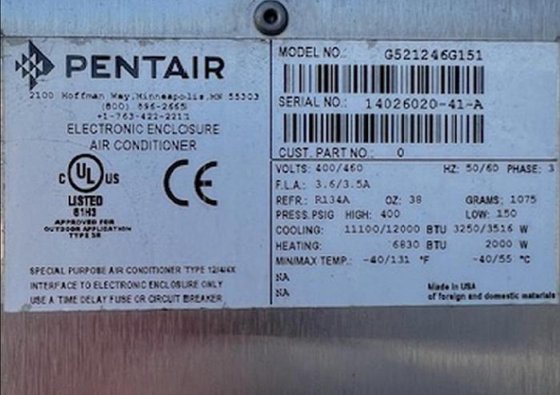 PENTAIR
2100 Hoffman Way, Minneapolis, MN 55303
(800) 896-2665
+1-763-422-2211
ELECTRONIC ENCLOSURE
AIR CONDITIONER
C UL US
LISTED
61H3
APPROVED FOR
OUTDOOR APPLICATION
TYPE 3R
CE
SPECIAL PURPOSE AIR CONDITIONER TYPE 12/4/4X
INTERFACE TO ELECTRONIC ENCLOSURE ONLY
USE A TIME DELAY FUSE OR CIRCUIT BREAKER
MODEL NO.: G521246G151
SERIAL NO.: 14026020-41-A
CUST. PART NO.: 0
VOLTS: 400/460 HZ: 50/60 PHASE: 3
F.L.A.: 3.6/3.5A
REFR.: R134A OZ: 38 GRAMS: 1075
PRESS. PSIG HIGH: 400 LOW: 150
COOLING: 11100/12000 BTU 3250/3516 W
HEATING: 6830 BTU 2000 W
MIN/MAX TEMP.: -40/131 °F -40/55 °C
NA
NA
Made in USA
of foreign and domestic materials